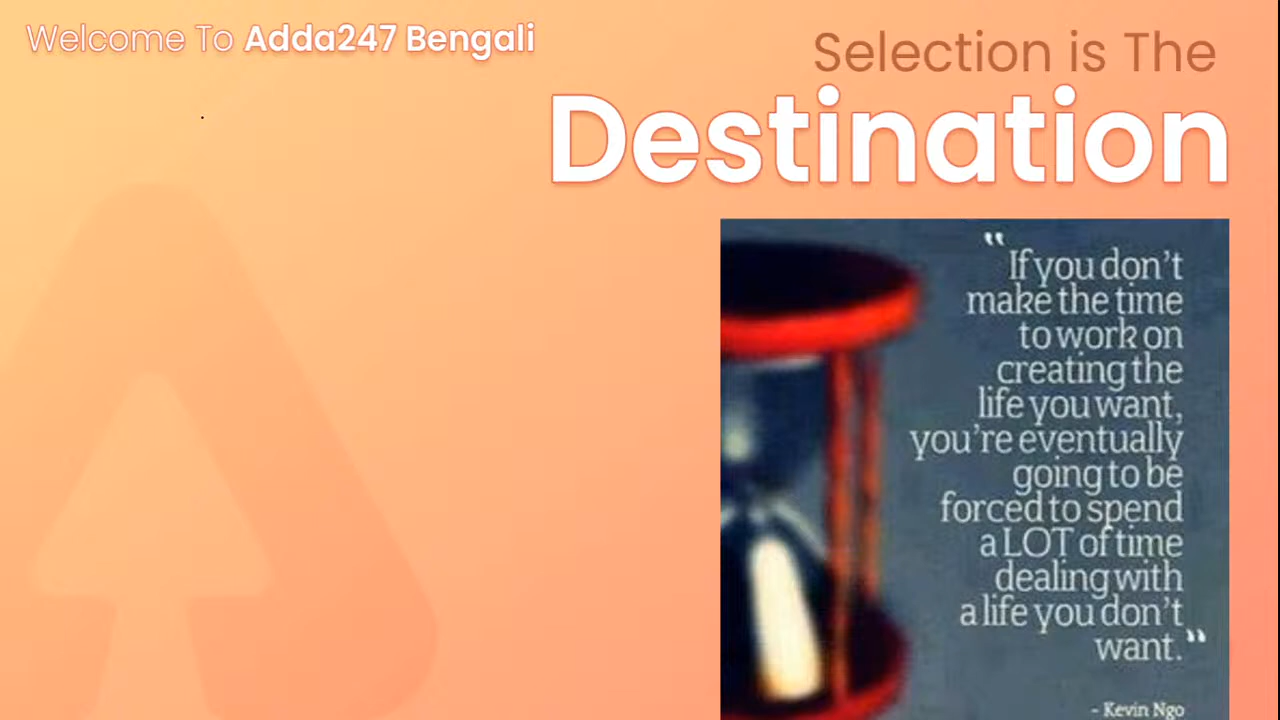 Welcome To Adda247 Bengali
Selection is The
Destination
"If you don't
make the time
to work on
creating the
life you want,
you're eventually
going to be
forced to spend
a LOT of time
dealing with
a life you don't
want."
- Kevin Ngo